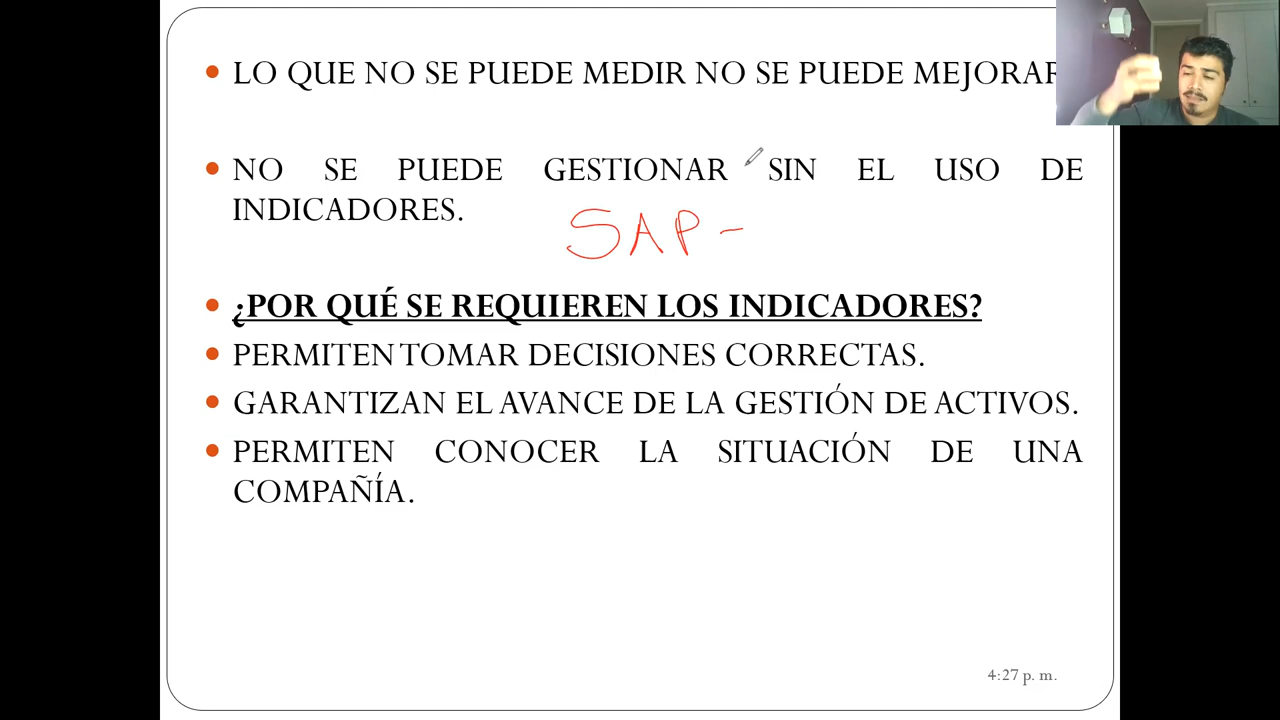 LO QUE NO SE PUEDE MEDIR NO SE PUEDE MEJORAR
NO SE PUEDE GESTIONAR SIN EL USO DE
INDICADORES.
SAP -
¿POR QUÉ SE REQUIEREN LOS INDICADORES?
PERMITEN TOMAR DECISIONES CORRECTAS.
GARANTIZAN EL AVANCE DE LA GESTIÓN DE ACTIVOS.
PERMITEN CONOCER LA SITUACIÓN DE UNA
COMPAÑÍA.
4:27 p. m.